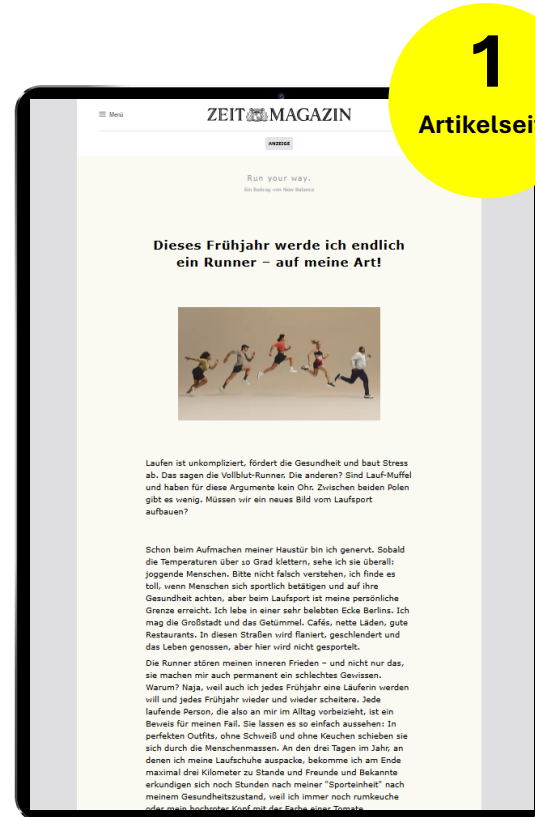 1
Artikelseit
Menü
ZEIT MAGAZIN
ANZEIGE
Run your way.
Ein Beitrag von New Balance
Dieses Frühjahr werde ich endlich
ein Runner – auf meine Art!
Laufen ist unkompliziert, fördert die Gesundheit und baut Stress
ab. Das sagen die Vollblut-Runner. Die anderen? Sind Lauf-Muffel
und haben für diese Argumente kein Ohr. Zwischen beiden Polen
gibt es wenig. Müssen wir ein neues Bild vom Laufsport
aufbauen?
Schon beim Aufmachen meiner Haustür bin ich genervt. Sobald
die Temperaturen über 10 Grad klettern, sehe ich sie überall:
joggende Menschen. Bitte nicht falsch verstehen, ich finde es
toll, wenn Menschen sich sportlich betätigen und auf ihre
Gesundheit achten, aber beim Laufsport ist meine persönliche
Grenze erreicht. Ich lebe in einer sehr belebten Ecke Berlins. Ich
mag die Großstadt und das Getümmel. Cafés, nette Läden, gute
Restaurants. In diesen Straßen wird flaniert, geschlendert und
das Leben genossen, aber hier wird nicht gesportelt.
Die Runner stören meinen inneren Frieden – und nicht nur das,
sie machen mir auch permanent ein schlechtes Gewissen.
Warum? Naja, weil auch ich jedes Frühjahr eine Läuferin werden
will und jedes Frühjahr wieder und wieder scheitere. Jede
laufende Person, die also an mir im Alltag vorbeizieht, ist ein
Beweis für meinen Fail. Sie lassen es so einfach aussehen: In
perfekten Outfits, ohne Schweiß und ohne Keuchen schieben sie
sich durch die Menschenmassen. An den drei Tagen im Jahr, an
denen ich meine Laufschuhe auspacke, bekomme ich am Ende
maximal drei Kilometer zu Stande und Freunde und Bekannte
erkundigen sich noch Stunden nach meiner "Sporteinheit" nach
meinem Gesundheitszustand, weil ich immer noch rumkeuche
oder mein hochroter Kopf mit der Farbe einer Tomate